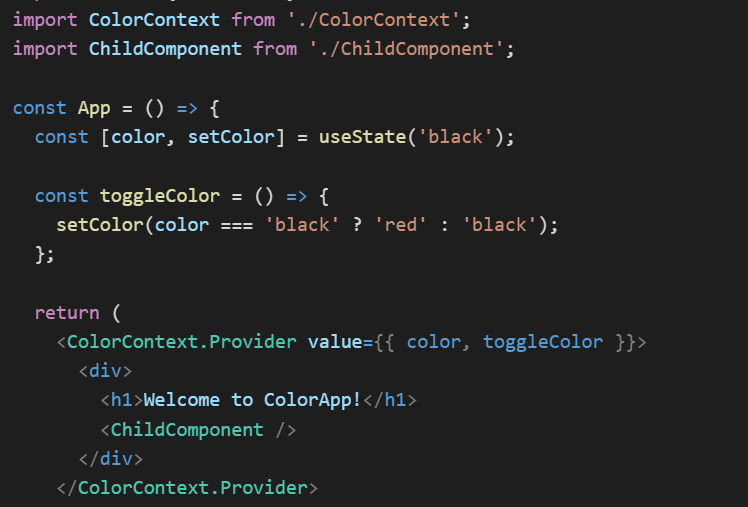 import ColorContext from './ColorContext';
import ChildComponent from './ChildComponent';
const App = () => {
  const [color, setColor] = useState('black');
  const toggleColor = () => {
    setColor(color === 'black' ? 'red' : 'black');
  };
  return (
    <ColorContext.Provider value={{ color, toggleColor }}>
      <div>
        <h1>Welcome to ColorApp!</h1>
        <ChildComponent />
      </div>
    </ColorContext.Provider>